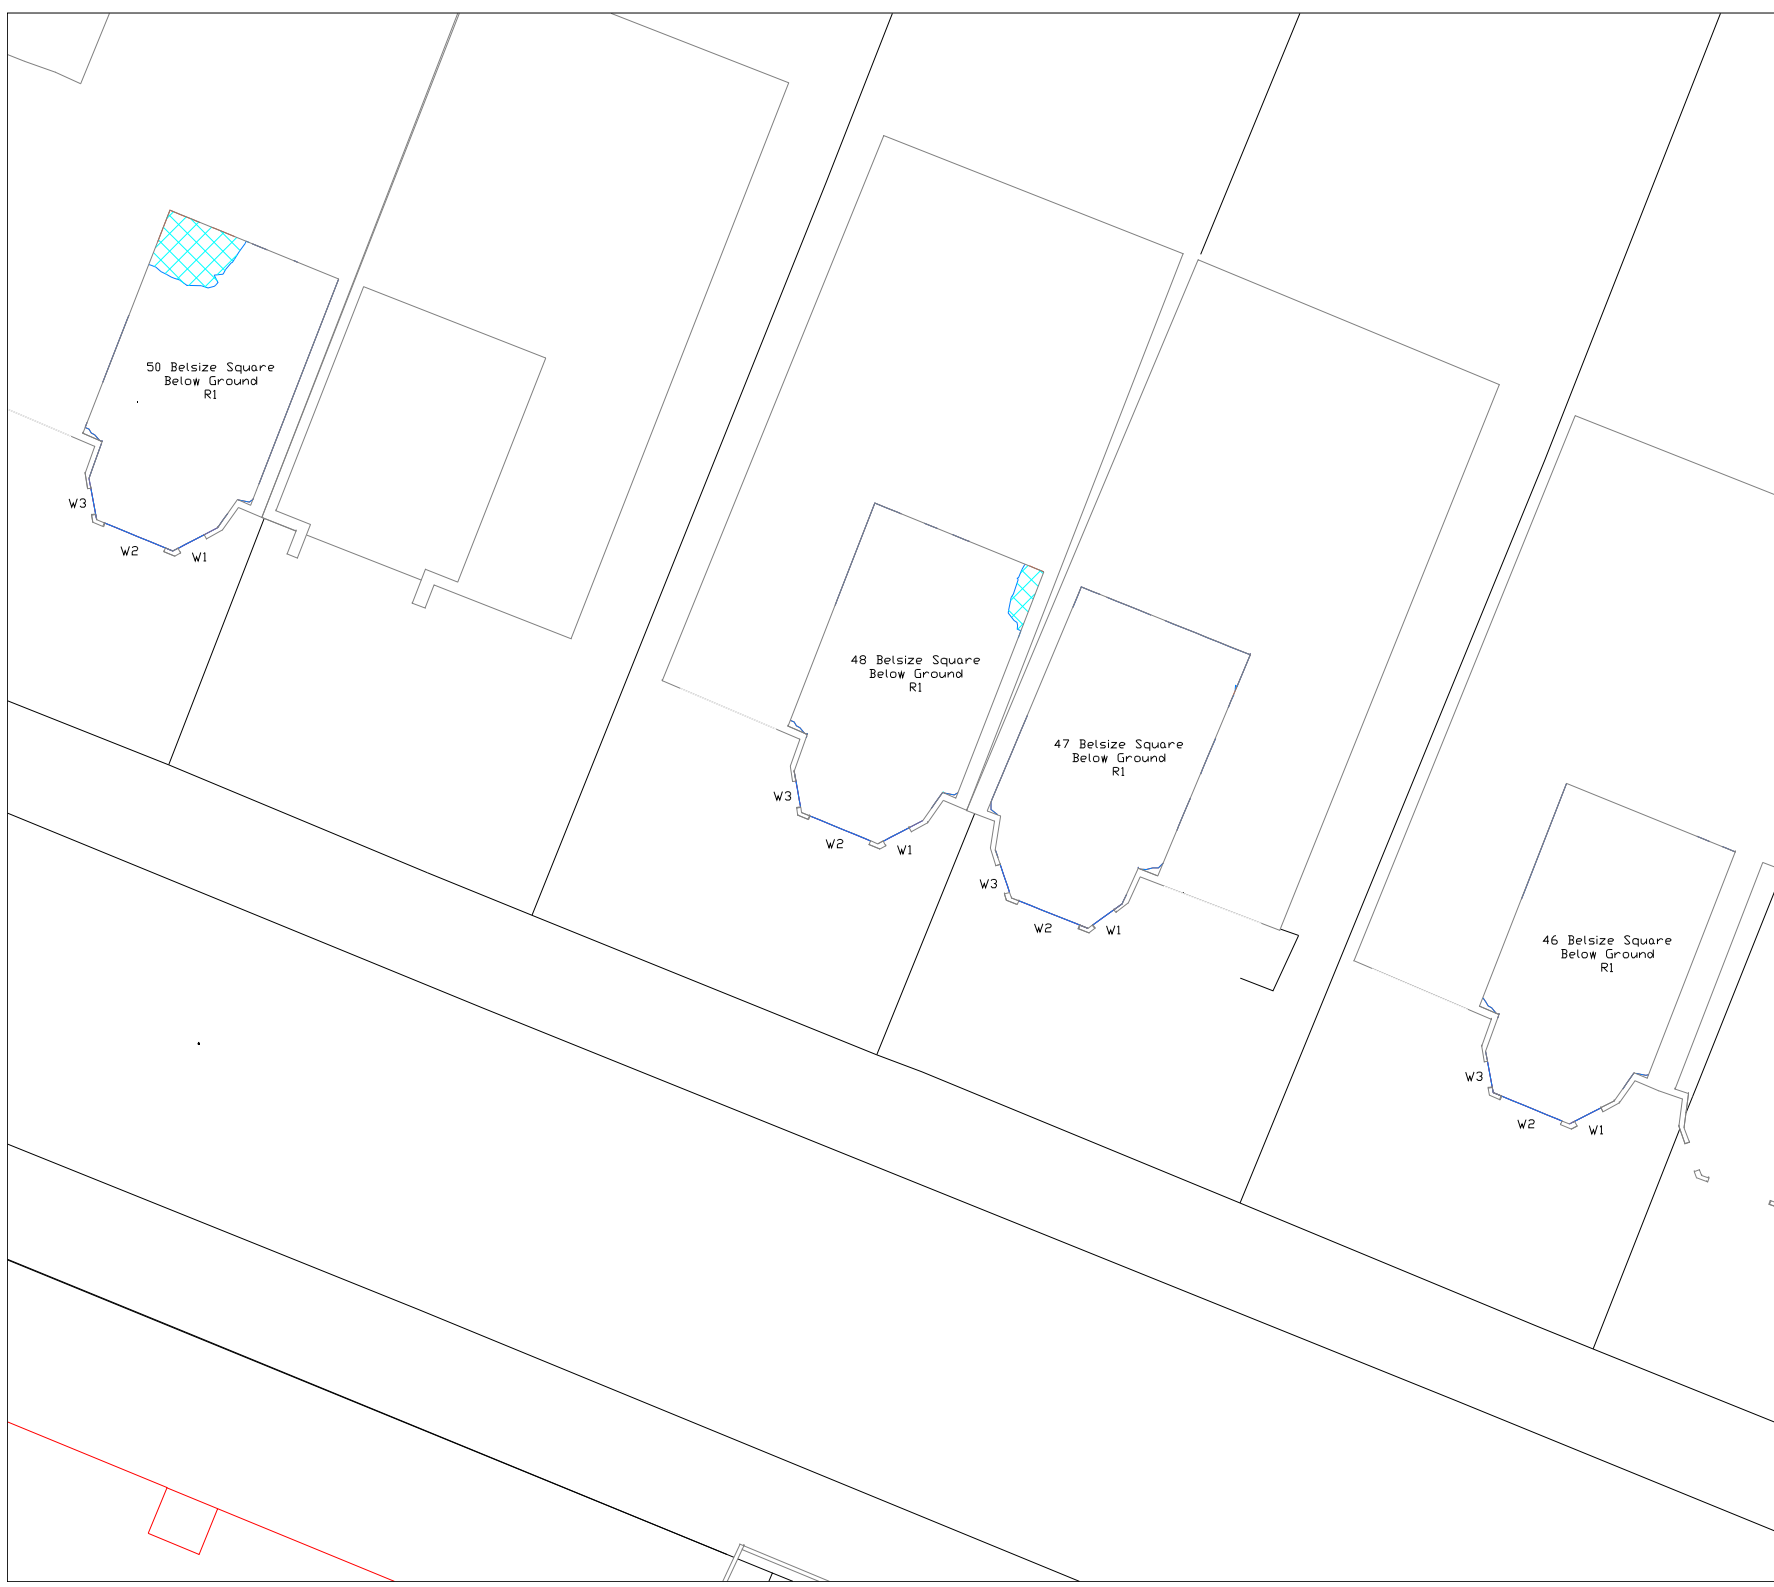 50 Belsize Square
Below Ground
R1
W3
W2
W1
48 Belsize Square
Below Ground
R1
W3
W2
W1
47 Belsize Square
Below Ground
R1
W3
W2
W1
46 Belsize Square
Below Ground
R1
W3
W2
W1